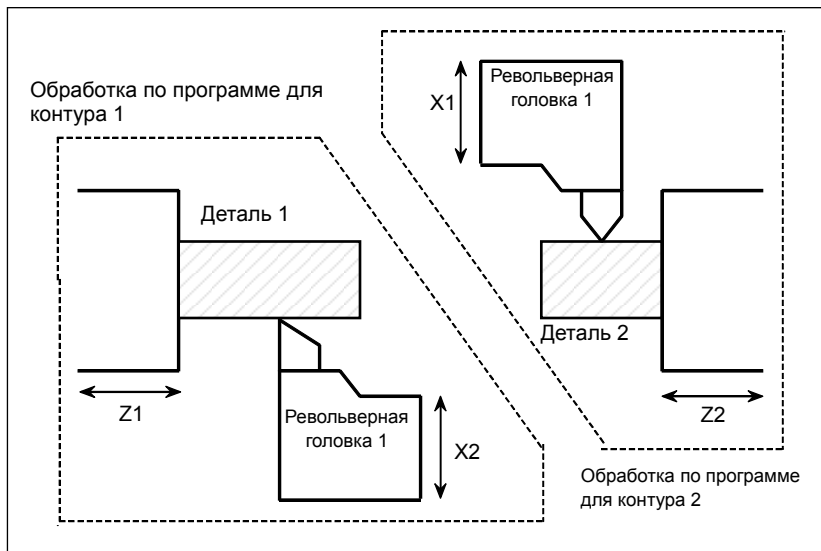 Обработка по программе для
контура 1
Деталь 1
Z1
Револьверная
головка 1
X2
X1
Револьверная
головка 1
Деталь 2
Z2
Обработка по программе
для контура 2